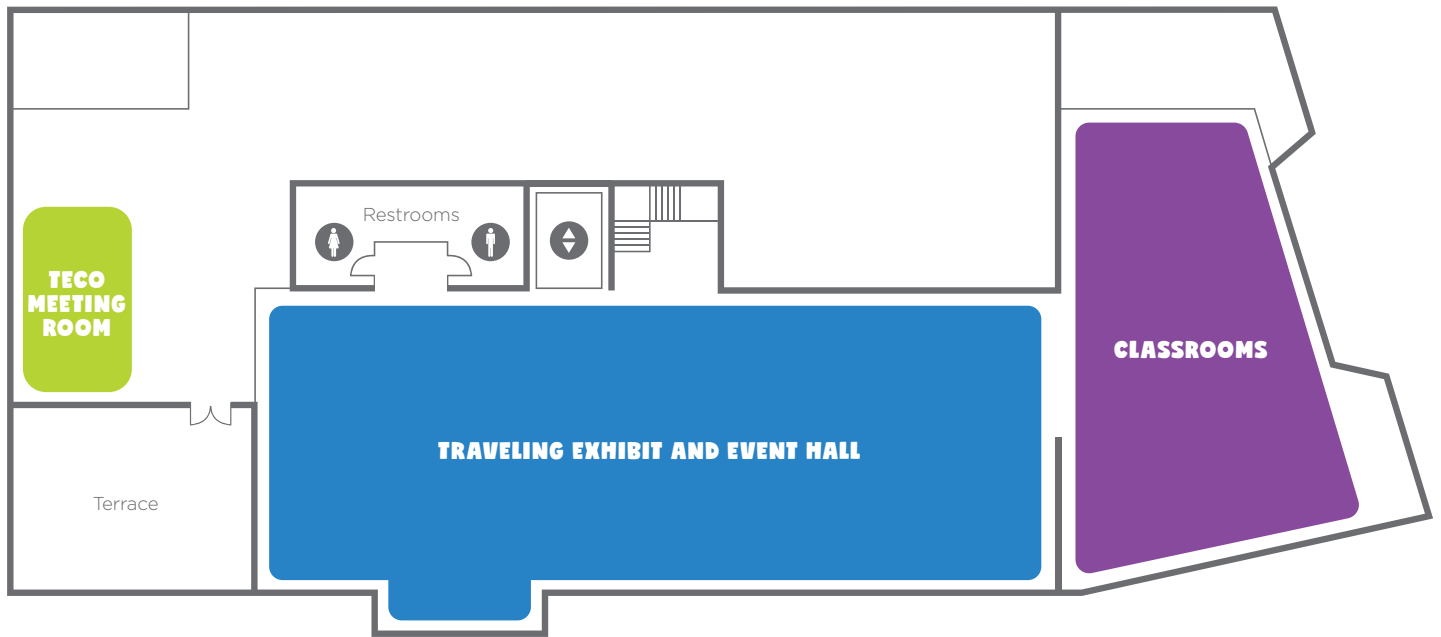 Restrooms
TECO
MEETING
ROOM
CLASSROOMS
TRAVELING EXHIBIT AND EVENT HALL
Terrace